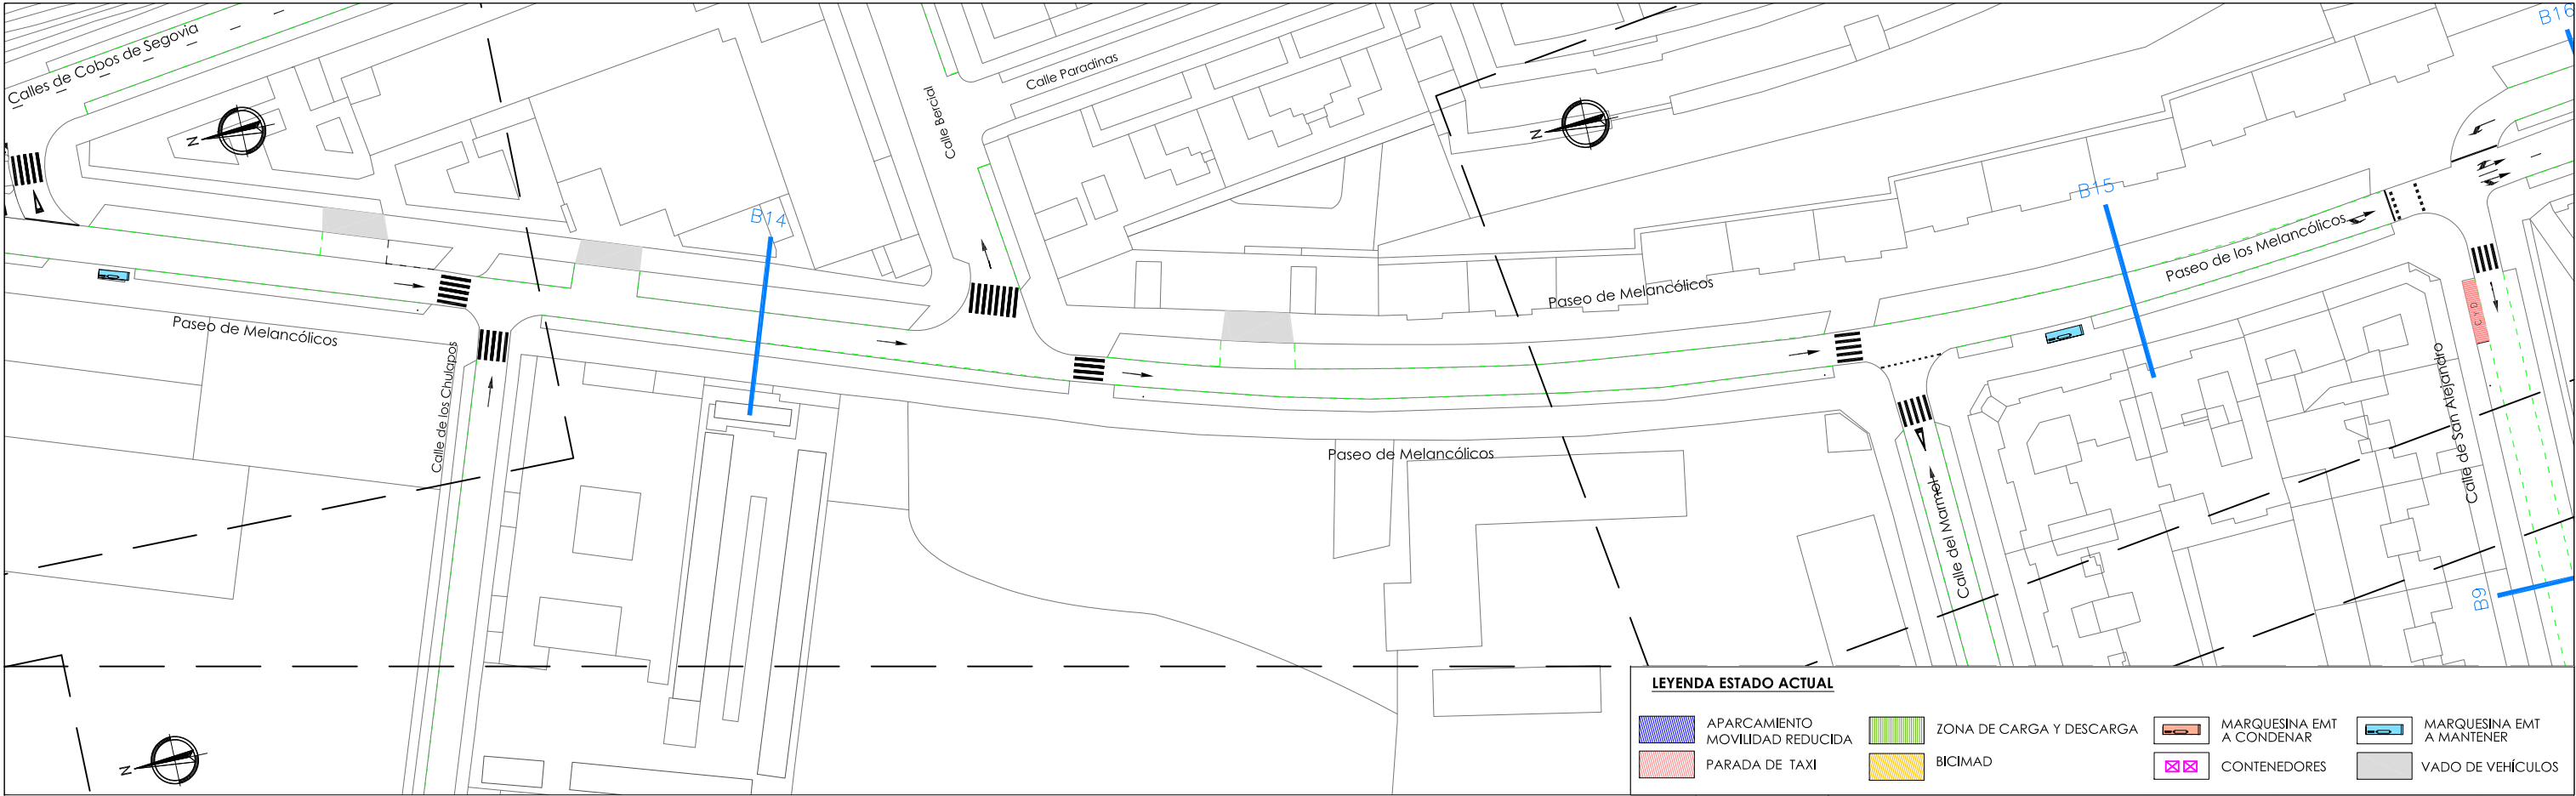 Calles de Cobos de Segovia
N
Paseo de Melancólicos
Calle de los Chulapos
B14
Calle Bercial
Calle Paradinas
N
Paseo de Melancólicos
Paseo de Melancólicos
B15
Paseo de los Melancólicos
B16
Calle del Marmol
Calle de San Alejandro
B9
N
LEYENDA ESTADO ACTUAL
APARCAMIENTO
MOVILIDAD REDUCIDA
PARADA DE TAXI
ZONA DE CARGA Y DESCARGA
BICIMAD
MARQUESINA EMT
A CONDENAR
CONTENEDORES
MARQUESINA EMT
A MANTENER
VADO DE VEHÍCULOS